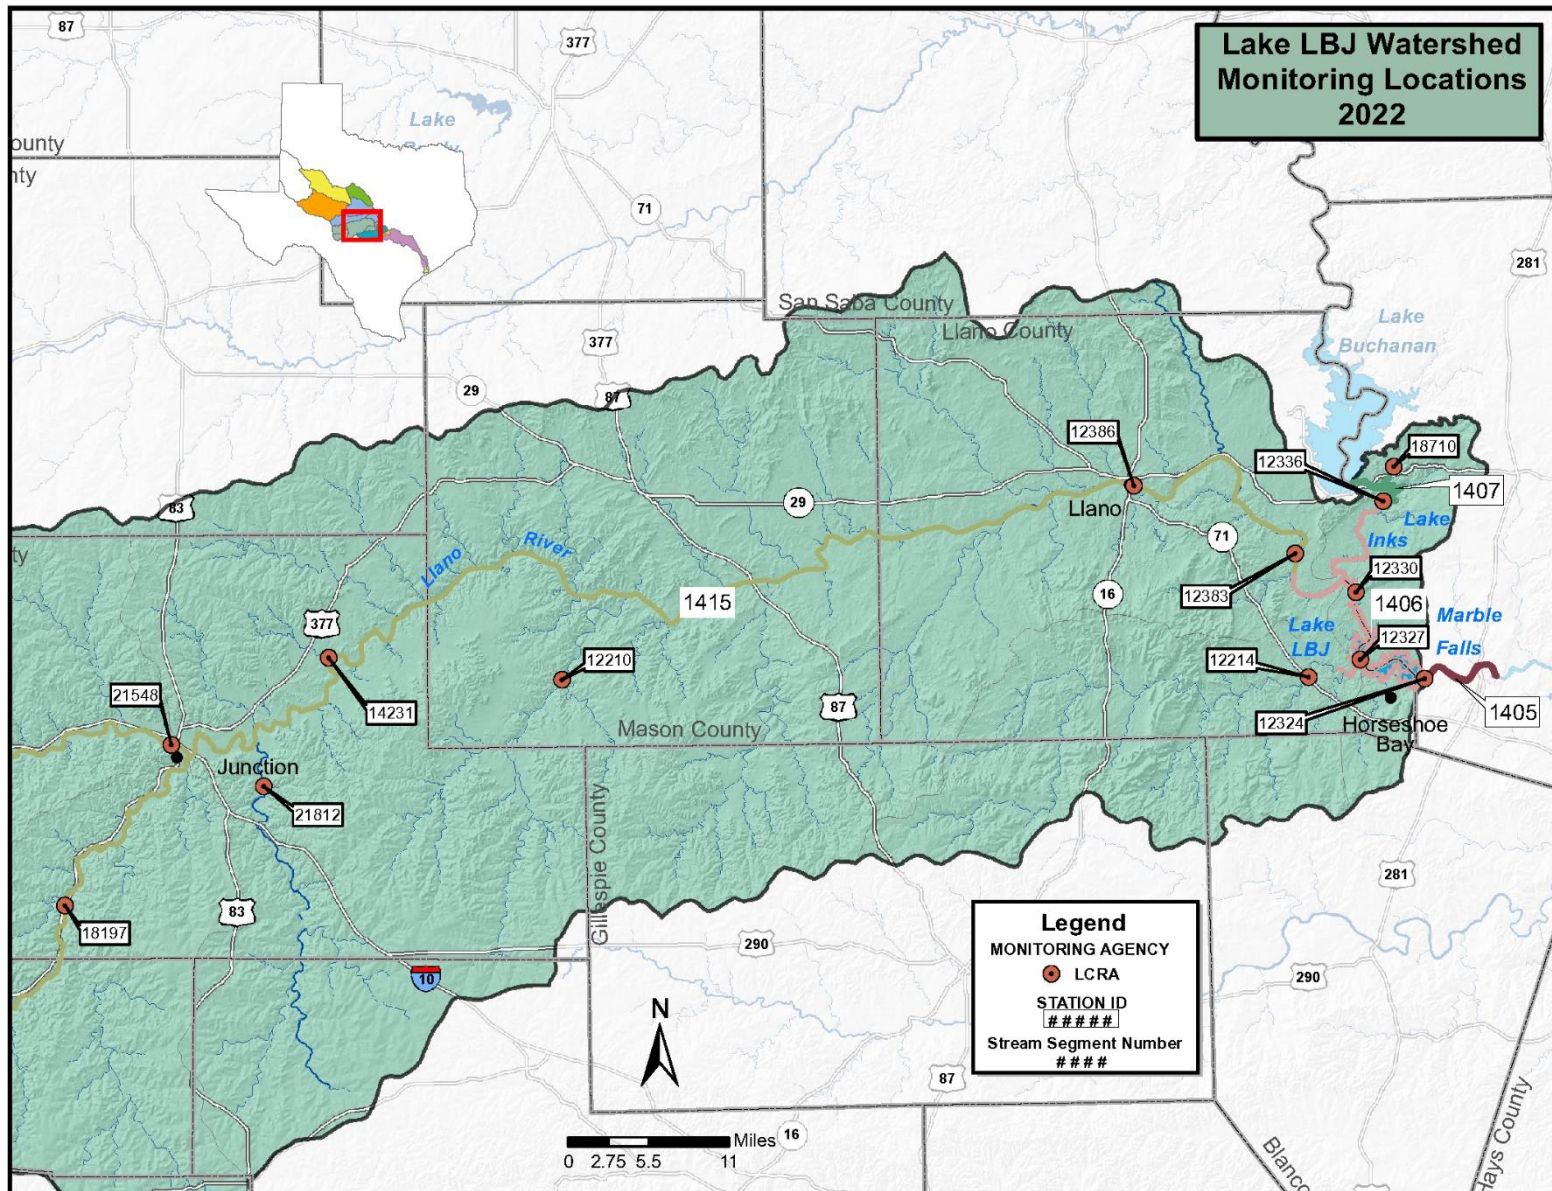 Lake LBJ Watershed
Monitoring Locations
2022
87
377
Lake
ounty
nty
71
281
San Saba County
Llano County
Lake
Buchanan
377
29
87
12386
18710
12336
1407
83
29
Llano
Lake
Inks
71
ty
Llano
River
12330
12383
1415
16
1406
Marble
Falls
377
Lake
LBJ
12327
12210
12214
21548
14231
87
1405
12324
Mason County
Horseshoe
Bay
Junction
21812
Gillespie County
281
83
18197
290
10
290
Legend
MONITORING AGENCY
LCRA
STATION ID
#####
Stream Segment Number
####
N
87
Miles
0 2.75 5.5 11
16
Blanco
Hays County